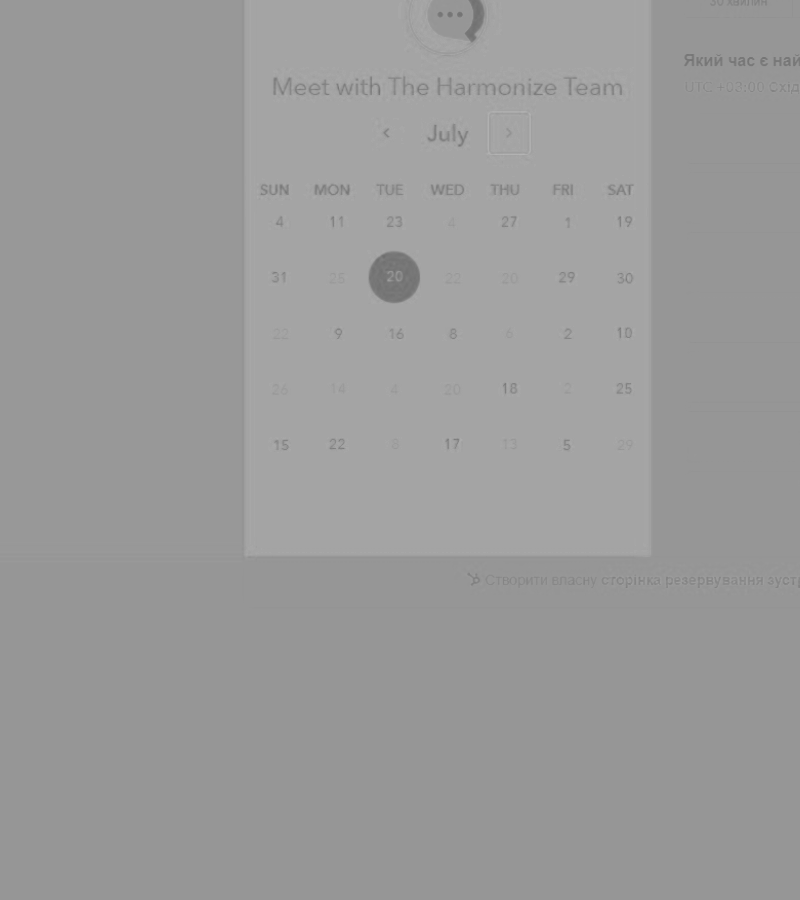 30 хвилин
Який час є най
UTC +03:00 Схід
Meet with The Harmonize Team
July
SUN MON TUE WED THU FRI SAT
4 11 23 4 27 1 19
31 25 20 22 20 29 30
22 9 16 8 6 2 10
26 14 4 20 18 2 25
15 22 8 17 13 5 29
Створити власну сторінка резервування зуст